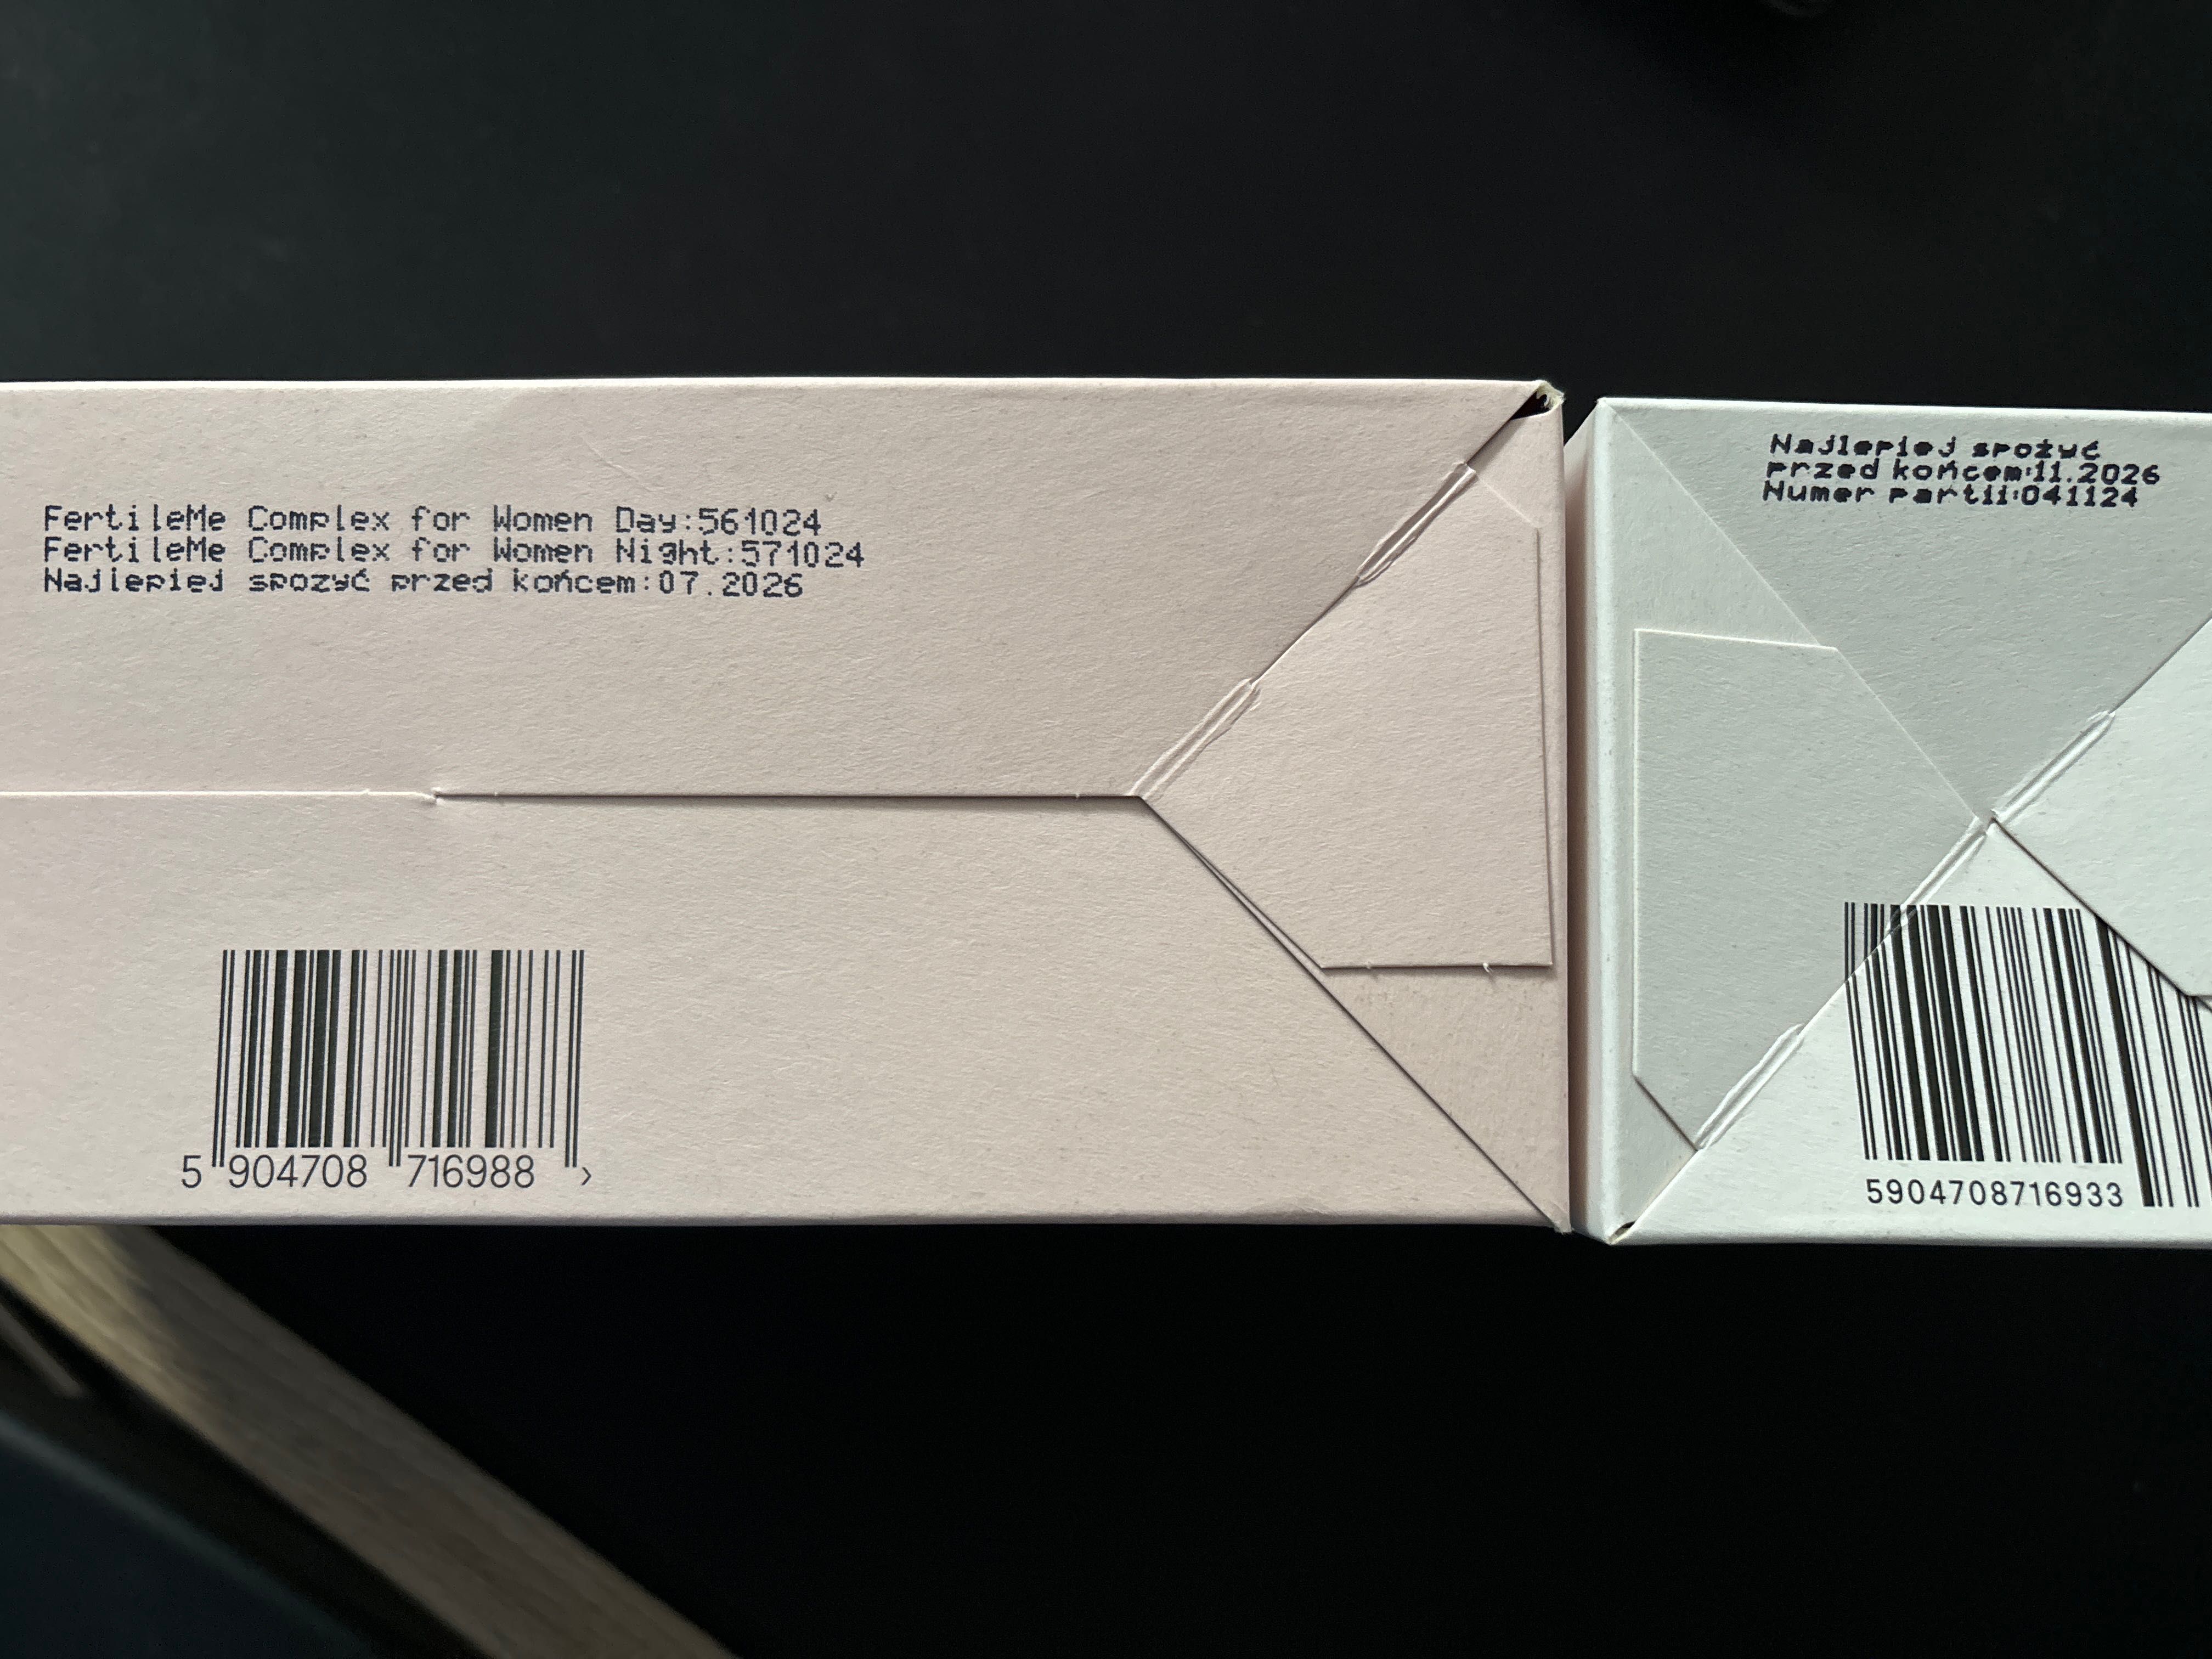 FertileMe Complex for Women Day:561024
FertileMe Complex for Women Night:571024
Najlepiej spozyć przed końcem:07.2026
5 904708 716988 >
Najlepiej spożyć
przed końcem:11.2026
Numer partii:041124
5904708716933